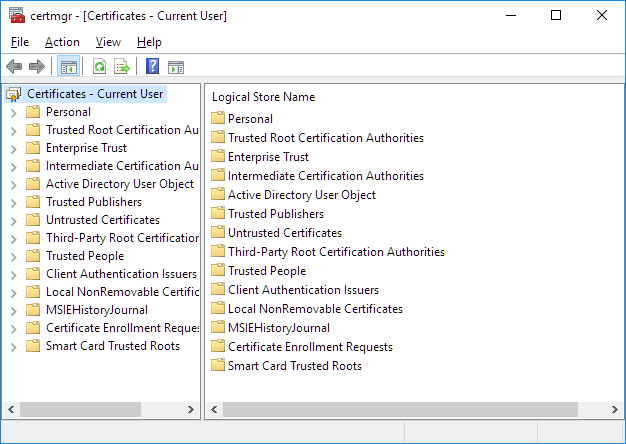 certmgr - [Certificates - Current User]
File Action View Help
Certificates - Current User
Personal
Trusted Root Certification Au
Enterprise Trust
Intermediate Certification Au
Active Directory User Object
Trusted Publishers
Untrusted Certificates
Third-Party Root Certification
Trusted People
Client Authentication Issuers
Local NonRemovable Certific
MSIEHistoryJournal
Certificate Enrollment Reques
Smart Card Trusted Roots
Logical Store Name
Personal
Trusted Root Certification Authorities
Enterprise Trust
Intermediate Certification Authorities
Active Directory User Object
Trusted Publishers
Untrusted Certificates
Third-Party Root Certification Authorities
Trusted People
Client Authentication Issuers
Local NonRemovable Certificates
MSIEHistoryJournal
Certificate Enrollment Requests
Smart Card Trusted Roots